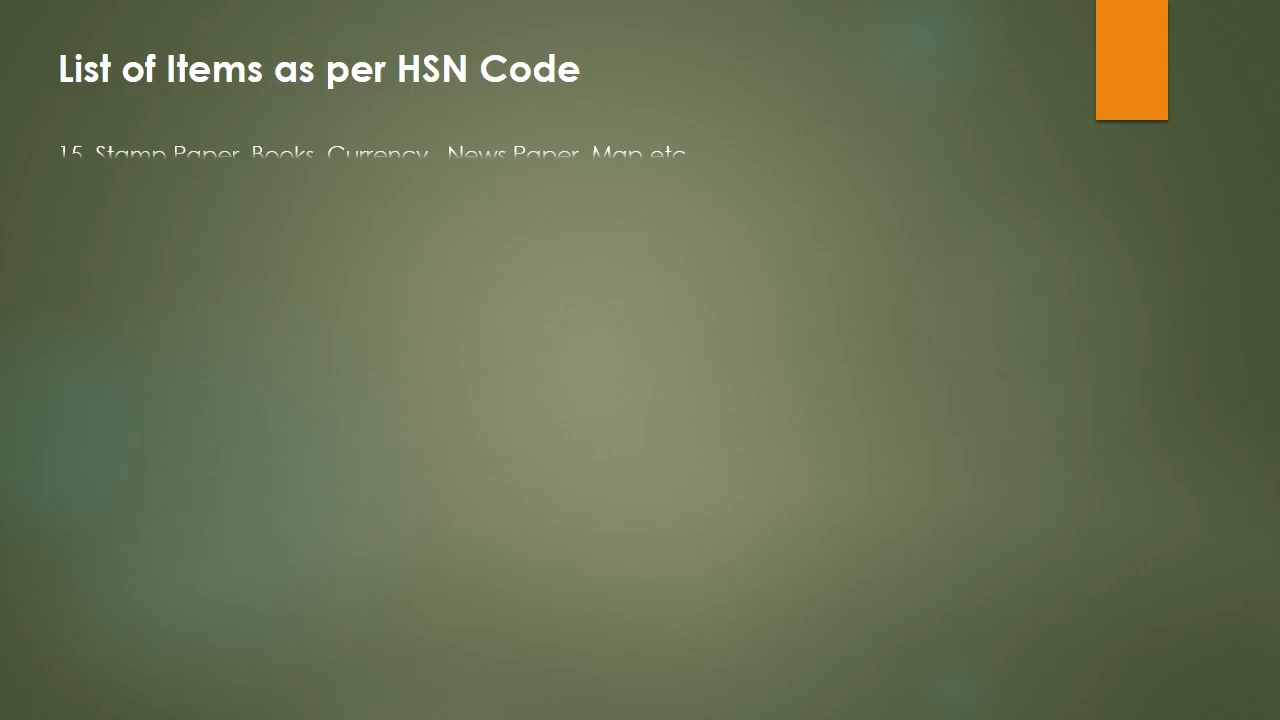 List of Items as per HSN Code
15 Stamp Paper Books Currency News Paper Map etc